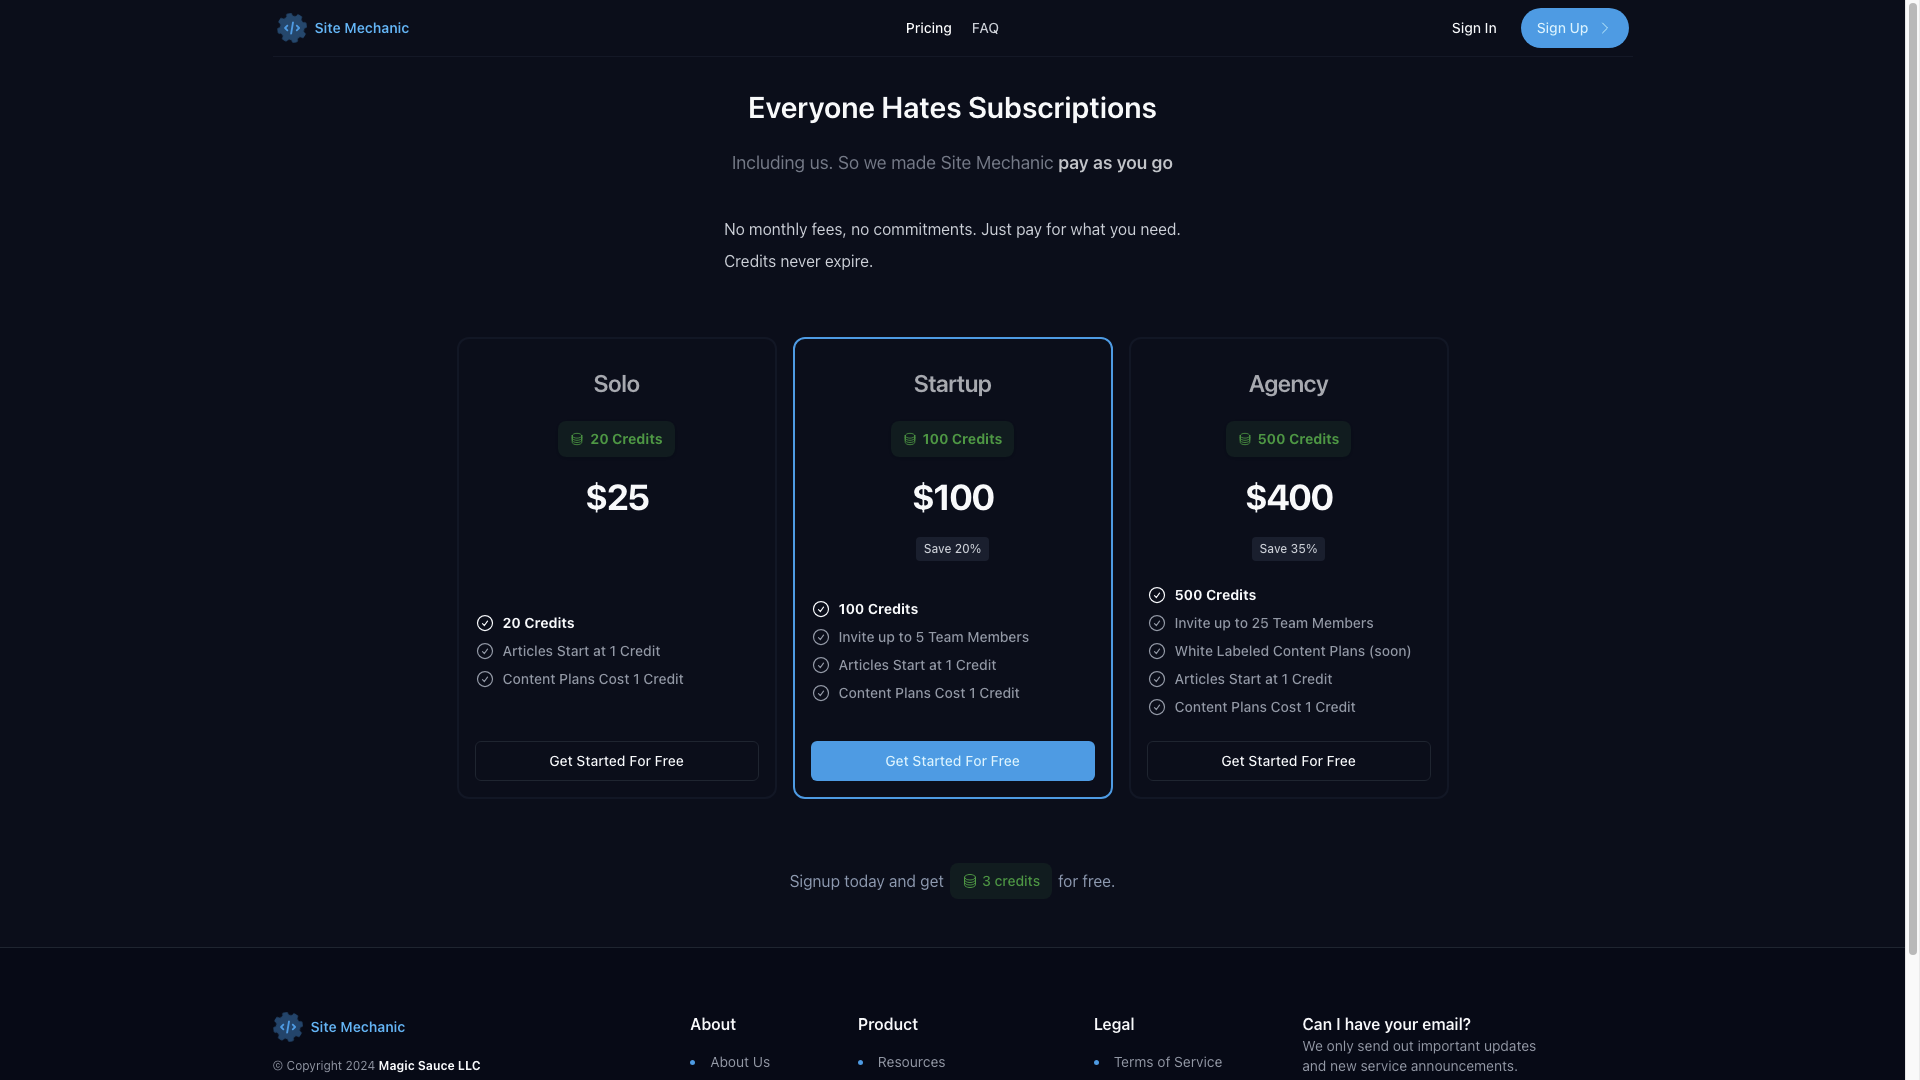 Site Mechanic
Pricing FAQ
Sign In
Sign Up
Everyone Hates Subscriptions
Including us. So we made Site Mechanic pay as you go
No monthly fees, no commitments. Just pay for what you need.
Credits never expire.
Solo
20 Credits
$25
20 Credits
Articles Start at 1 Credit
Content Plans Cost 1 Credit
Get Started For Free
Startup
100 Credits
$100
Save 20%
100 Credits
Invite up to 5 Team Members
Articles Start at 1 Credit
Content Plans Cost 1 Credit
Get Started For Free
Agency
500 Credits
$400
Save 35%
500 Credits
Invite up to 25 Team Members
White Labeled Content Plans (soon)
Articles Start at 1 Credit
Content Plans Cost 1 Credit
Get Started For Free
Signup today and get 3 credits for free.
Site Mechanic
© Copyright 2024 Magic Sauce LLC
About
About Us
Product
Resources
Legal
Terms of Service
Can I have your email?
We only send out important updates
and new service announcements.